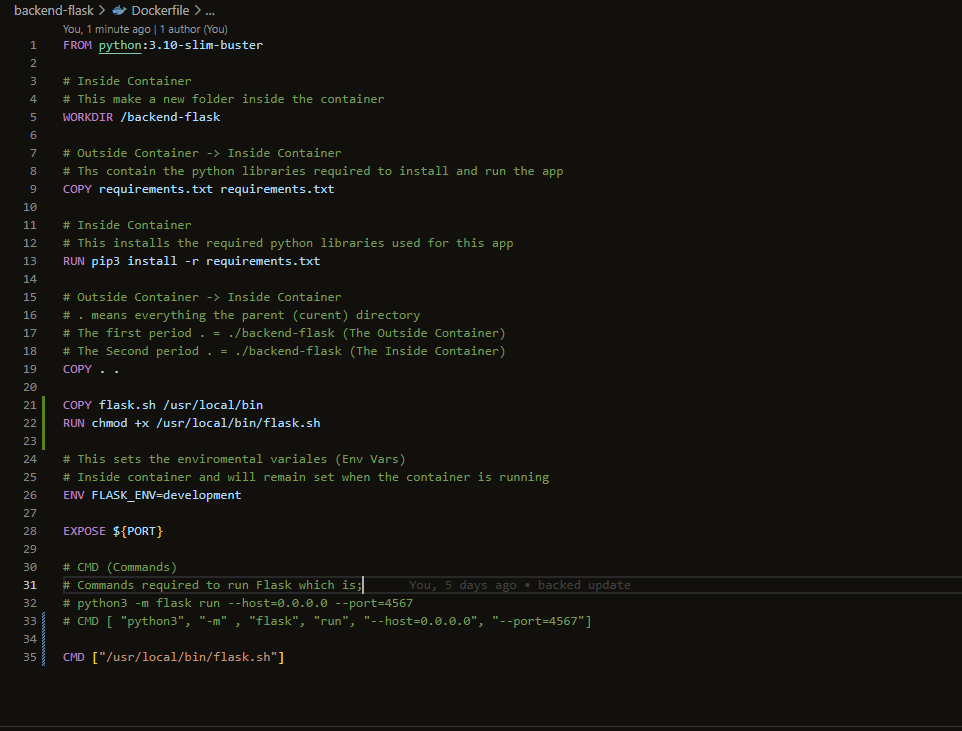 backend-flask > Dockerfile > ...
You, 1 minute ago | 1 author (You)
1 FROM python:3.10-slim-buster
2
3 # Inside Container
4 # This make a new folder inside the container
5 WORKDIR /backend-flask
6
7 # Outside Container -> Inside Container
8 # Ths contain the python libraries required to install and run the app
9 COPY requirements.txt requirements.txt
10
11 # Inside Container
12 # This installs the required python libraries used for this app
13 RUN pip3 install -r requirements.txt
14
15 # Outside Container -> Inside Container
16 # . means everything the parent (curent) directory
17 # The first period . = ./backend-flask (The Outside Container)
18 # The Second period . = ./backend-flask (The Inside Container)
19 COPY . .
20
21 COPY flask.sh /usr/local/bin
22 RUN chmod +x /usr/local/bin/flask.sh
23
24 # This sets the enviromental variales (Env Vars)
25 # Inside container and will remain set when the container is running
26 ENV FLASK_ENV=development
27
28 EXPOSE ${PORT}
29
30 # CMD (Commands)
31 # Commands required to run Flask which is; You, 5 days ago • backed update
32 # python3 -m flask run --host=0.0.0.0 --port=4567
33 # CMD [ "python3", "-m" , "flask", "run", "--host=0.0.0.0", "--port=4567"]
34
35 CMD ["/usr/local/bin/flask.sh"]